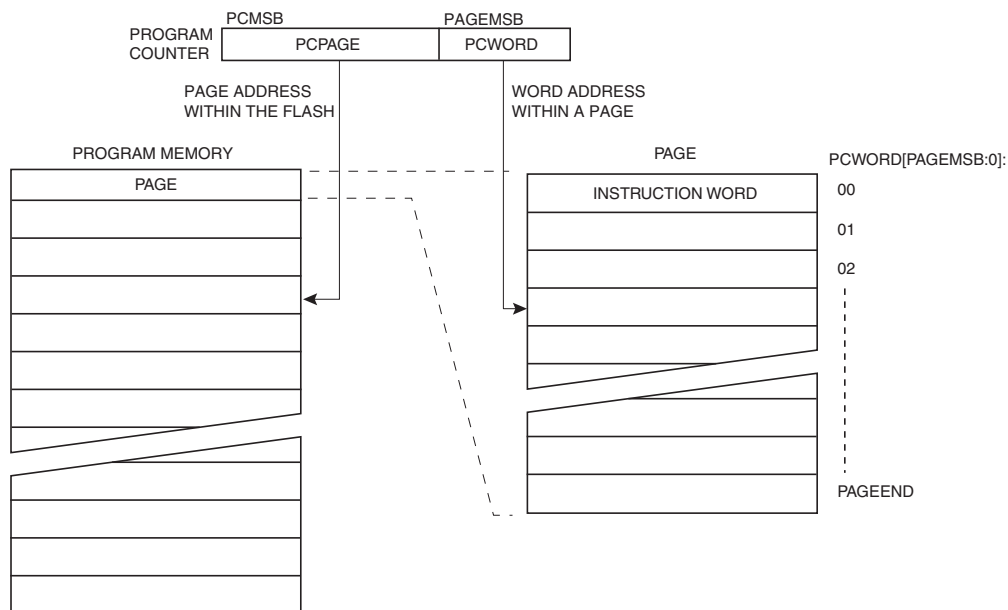 PCMSB PAGEMSB
PROGRAM
COUNTER
PCPAGE PCWORD
PAGE ADDRESS
WITHIN THE FLASH
WORD ADDRESS
WITHIN A PAGE
PROGRAM MEMORY
PAGE
PAGE
INSTRUCTION WORD
PCWORD[PAGEMSB:0]:
00
01
02
PAGEEND